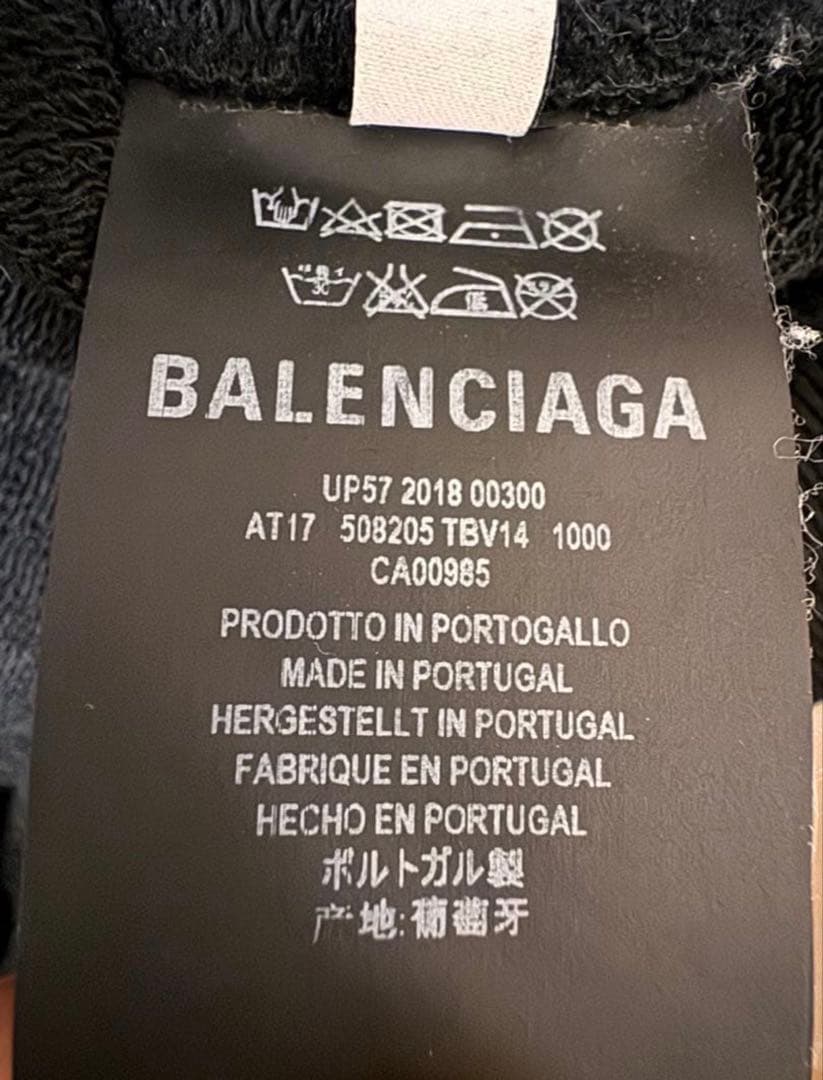 BALENCIAGA
UP57 2018 00300
AT17 508205 TBV14 1000
CA00985
PRODOTTO IN PORTOGALLO
MADE IN PORTUGAL
HERGESTELLT IN PORTUGAL
FABRIQUE EN PORTUGAL
HECHO EN PORTUGAL
ポルトガル製
产地:葡萄牙